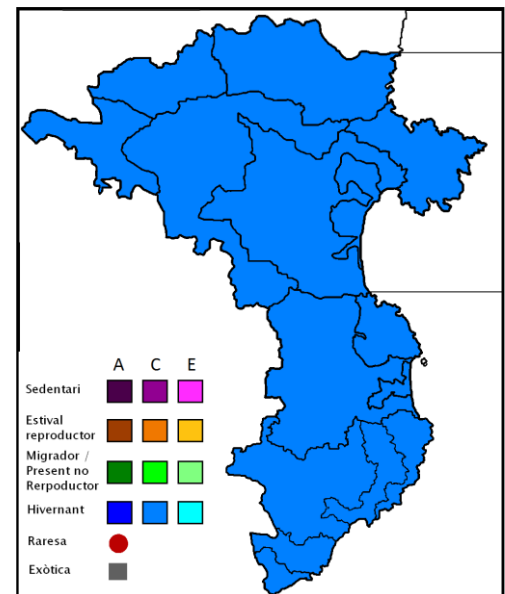 A C E
Sedentari
Estival
reproductor
Migrador /
Present no
Rerpoductor
Hivernant
Raresa
Exòtica